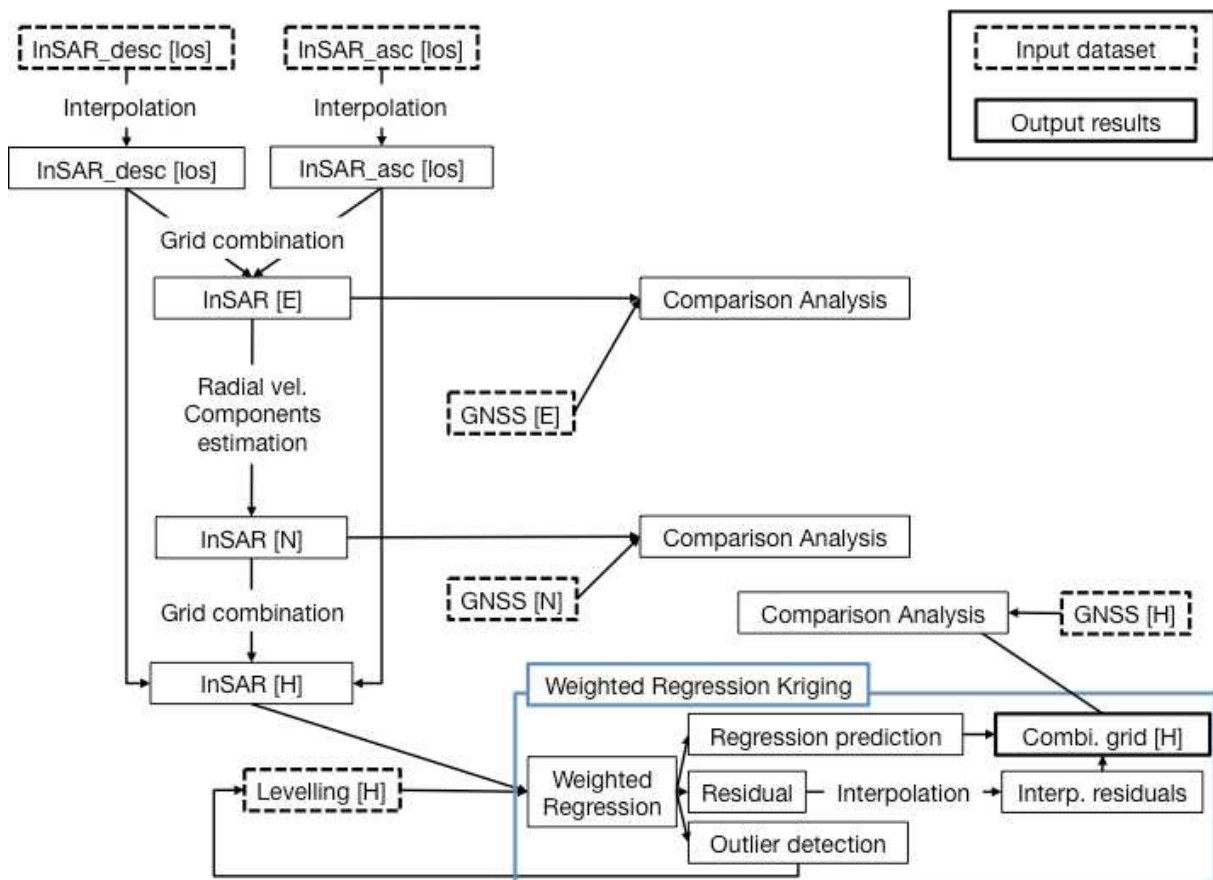 InSAR_desc [los]
InSAR_asc [los]
Input dataset
Interpolation
Interpolation
Output results
InSAR_desc [los]
InSAR_asc [los]
Grid combination
InSAR [E]
Comparison Analysis
Radial vel.
Components
estimation
GNSS [E]
InSAR [N]
Comparison Analysis
GNSS [N]
Grid combination
Comparison Analysis
GNSS [H]
InSAR [H]
Weighted Regression Kriging
Regression prediction
Combi. grid [H]
Levelling [H]
Weighted
Regression
Residual
Interpolation
Interp. residuals
Outlier detection